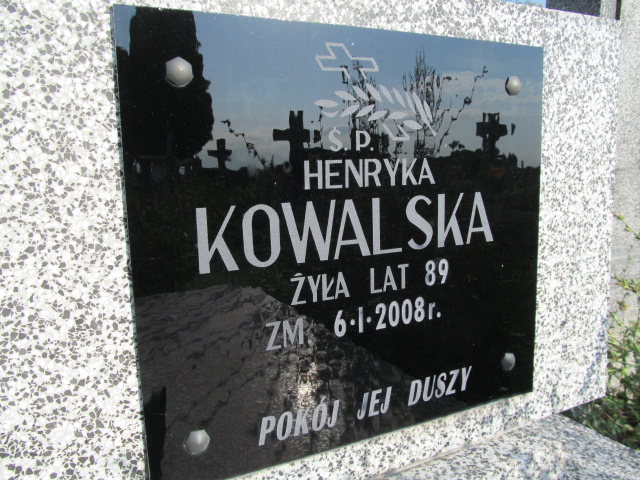 Ś.P.
HENRYKA
KOWALSKA
ŻYŁA LAT 89
ZM. 6·I·2008r.
POKÓJ JEJ DUSZY